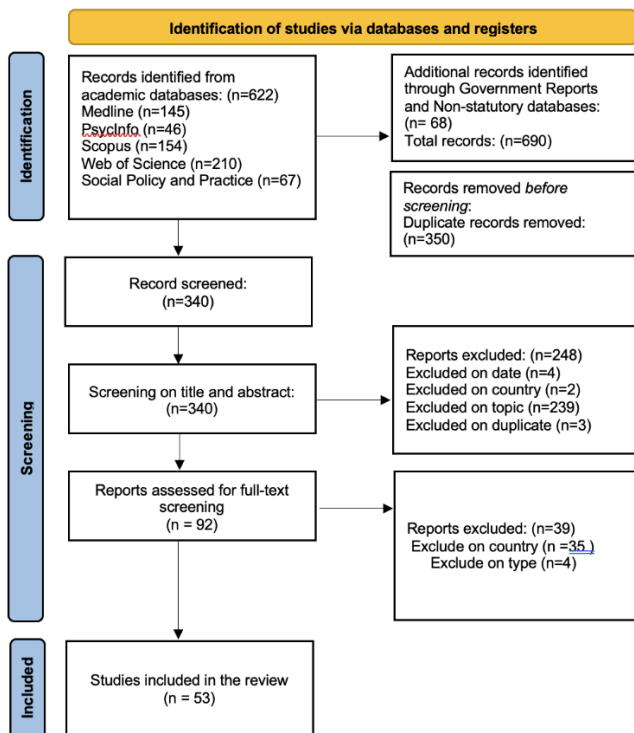 Identification of studies via databases and registers
Identification
Records identified from
academic databases: (n=622)
Medline (n=145)
PsycInfo (n=46)
Scopus (n=154)
Web of Science (n=210)
Social Policy and Practice (n=67)
Additional records identified
through Government Reports
and Non-statutory databases:
(n= 68)
Total records: (n=690)
Records removed before
screening:
Duplicate records removed:
(n=350)
Screening
Record screened:
(n=340)
Screening on title and abstract:
(n=340)
Reports excluded: (n=248)
Excluded on date (n=4)
Excluded on country (n=2)
Excluded on topic (n=239)
Excluded on duplicate (n=3)
Reports assessed for full-text
screening
(n = 92)
Reports excluded: (n=39)
Exclude on country (n =35 )
Exclude on type (n=4)
Included
Studies included in the review
(n = 53)